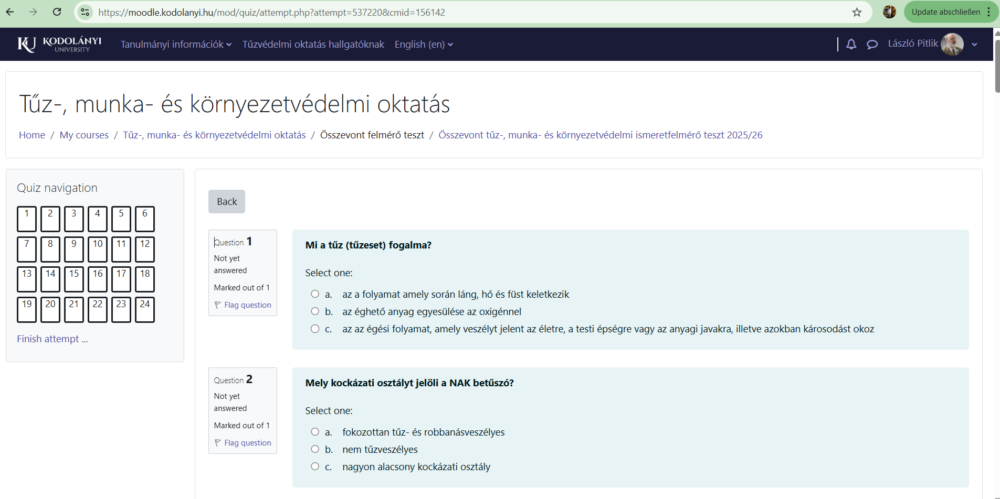 https://moodle.kodolanyi.hu/mod/quiz/attempt.php?attempt=537220&cmid=156142
Update abschließen
KU KODOLÁNYI UNIVERSITY
Tanulmányi információk
Tűzvédelmi oktatás hallgatóknak
English (en)
László Pitlik
Tűz-, munka- és környezetvédelmi oktatás
Home / My courses / Tűz-, munka- és környezetvédelmi oktatás / Összevont felmérő teszt / Összevont tűz-, munka- és környezetvédelmi ismeretfelmérő teszt 2025/26
Quiz navigation
1 2 3 4 5 6
7 8 9 10 11 12
13 14 15 16 17 18
19 20 21 22 23 24
Finish attempt ...
Back
Question 1
Not yet
answered
Marked out of 1
Flag question
Mi a tűz (tűzeset) fogalma?
Select one:
a. az a folyamat amely során láng, hő és füst keletkezik
b. az éghető anyag egyesülése az oxigénnel
c. az az égési folyamat, amely veszélyt jelent az életre, a testi épségre vagy az anyagi javakra, illetve azokban károsodást okoz
Question 2
Not yet
answered
Marked out of 1
Flag question
Mely kockázati osztályt jelöli a NAK betűszó?
Select one:
a. fokozottan tűz- és robbanásveszélyes
b. nem tűzveszélyes
c. nagyon alacsony kockázati osztály